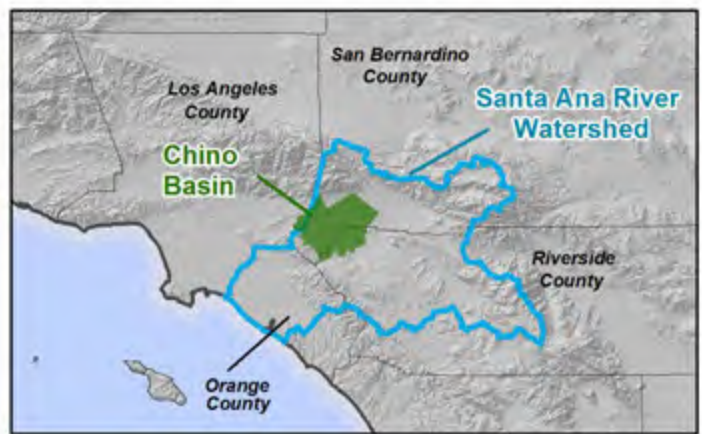 San Bernardino
County
Los Angeles
County
Santa Ana River
Watershed
Chino
Basin
Riverside
County
Orange
County